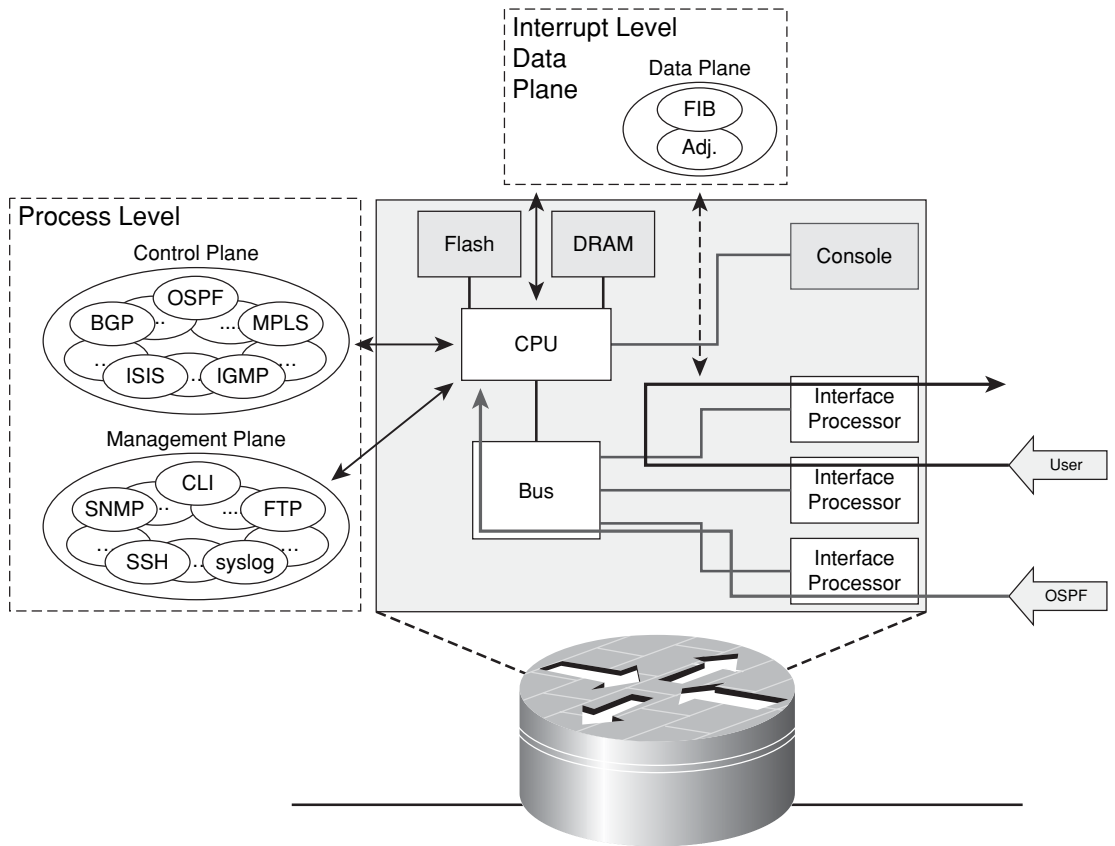 Interrupt Level
Data
Plane
Data Plane
FIB
Adj.
Process Level
Control Plane
OSPF
BGP
..
....
MPLS
...
...
ISIS
..
IGMP
Management Plane
CLI
SNMP
..
....
FTP
...
...
SSH
..
syslog
Flash
DRAM
Console
CPU
Bus
Interface
Processor
Interface
Processor
Interface
Processor
User
OSPF